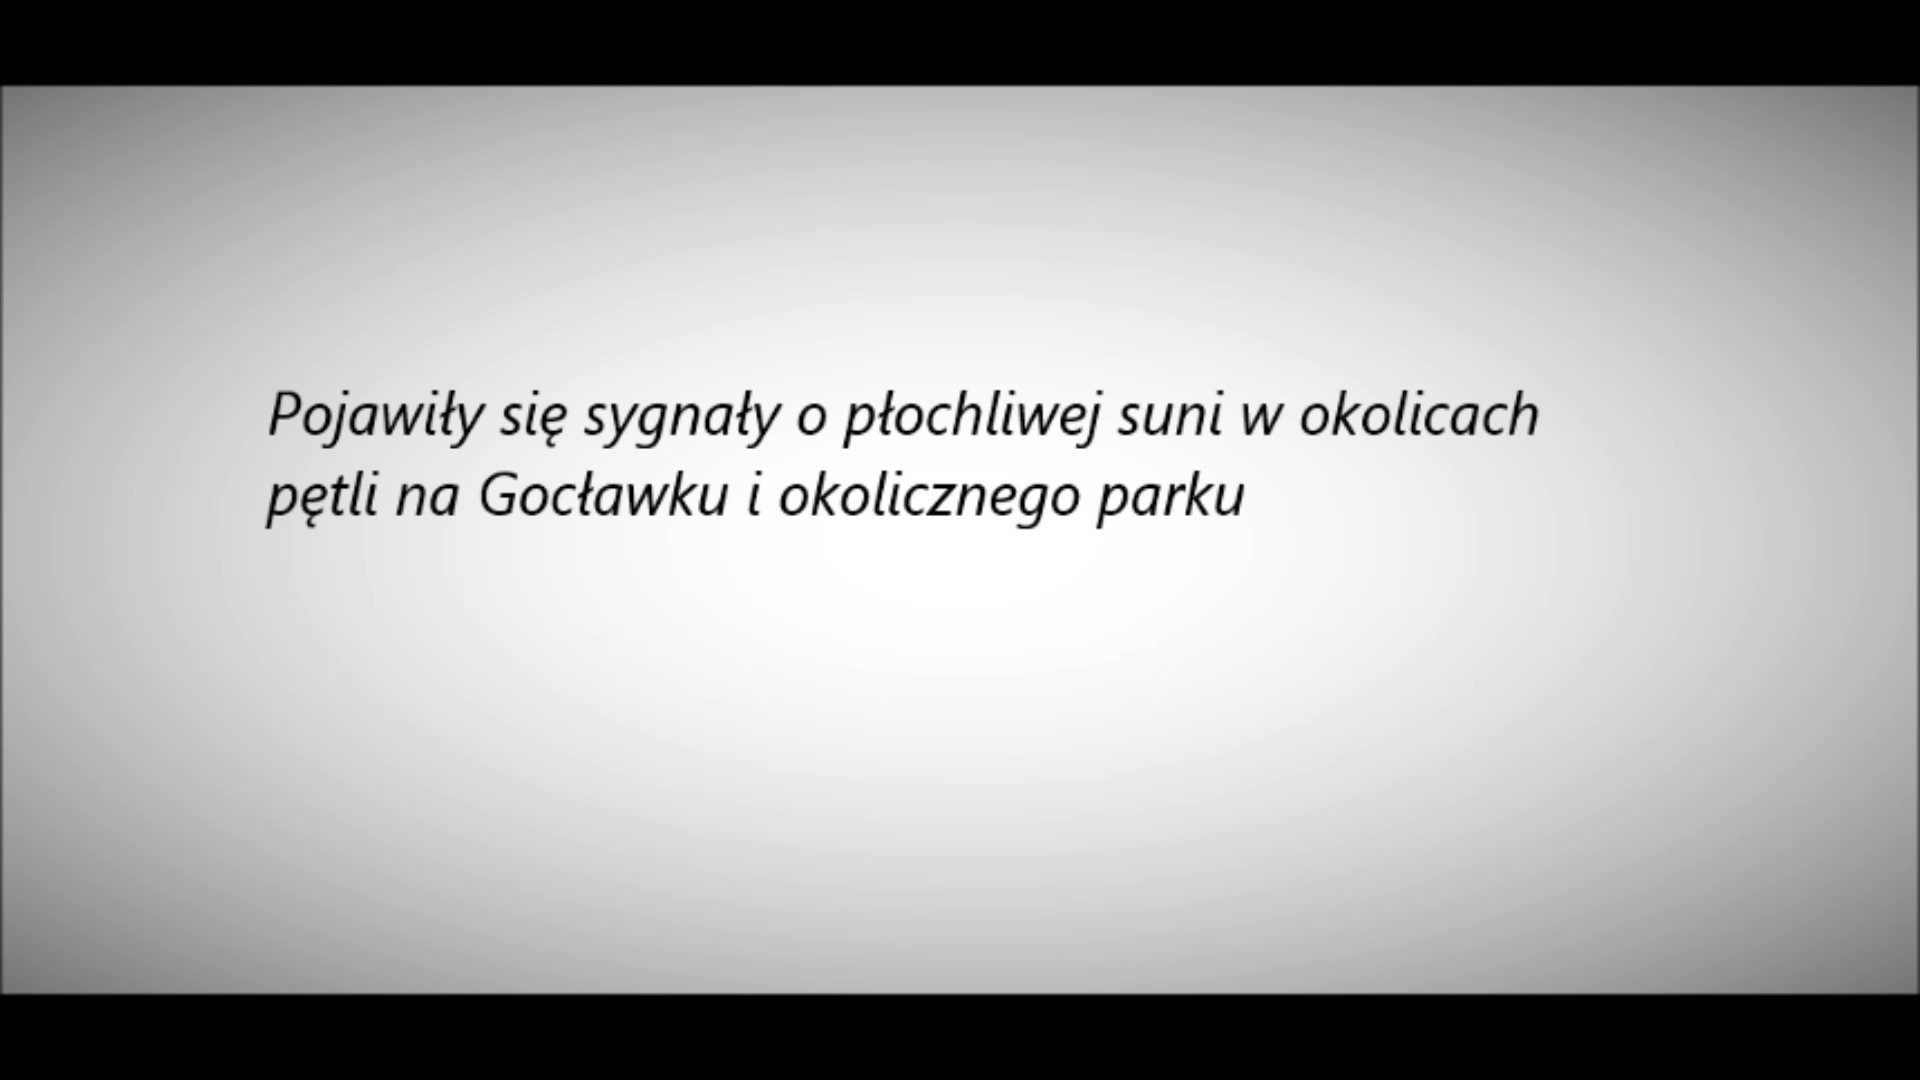 Pojawiły się sygnały o płochliwej suni w okolicach
pętli na Gocławku i okolicznego parku